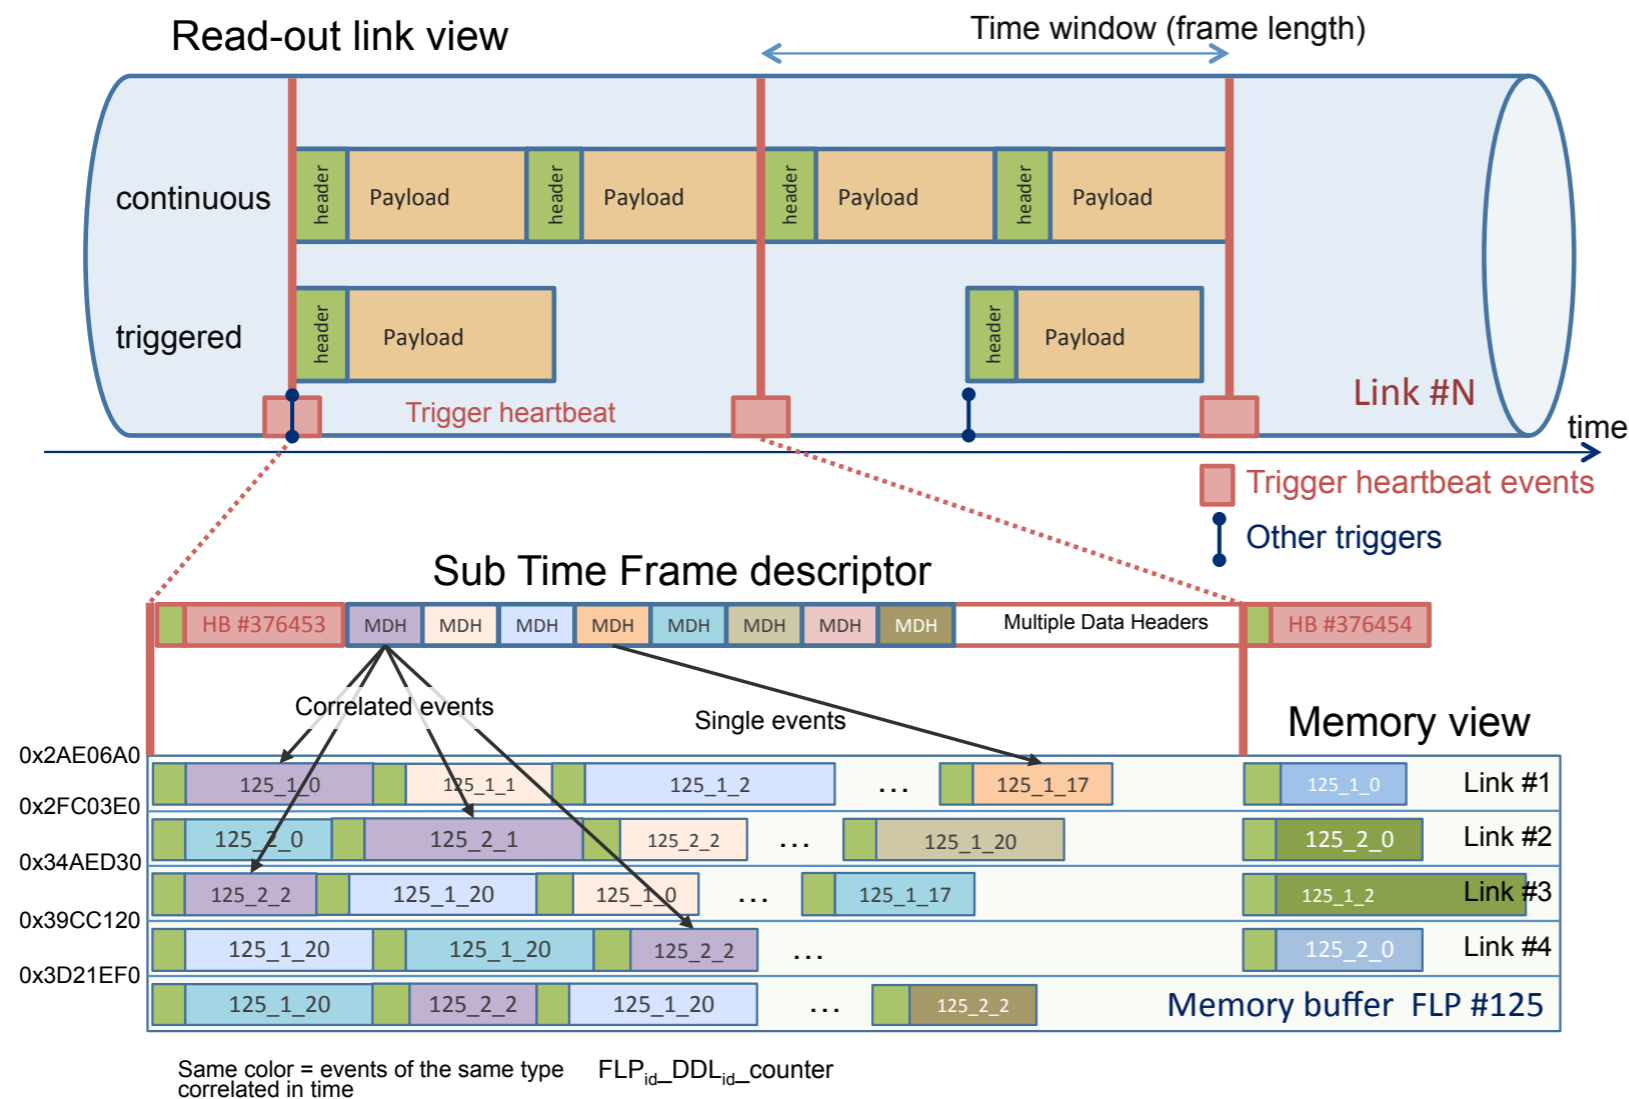 Read-out link view
Time window (frame length)
continuous
header
Payload
header
Payload
header
Payload
header
Payload
triggered
header
Payload
header
Payload
Trigger heartbeat
Link #N
time
Trigger heartbeat events
Other triggers
Sub Time Frame descriptor
HB #376453
MDH
MDH
MDH
MDH
MDH
MDH
MDH
MDH
Multiple Data Headers
HB #376454
Correlated events
Single events
Memory view
0x2AE06A0
125_1_0
125_1_1
125_1_2
...
125_1_17
125_1_0
Link #1
0x2FC03E0
125_2_0
125_2_1
125_2_2
...
125_1_20
125_2_0
Link #2
0x34AED30
125_2_2
125_1_20
125_1_0
...
125_1_17
125_1_2
Link #3
0x39CC120
125_1_20
125_1_20
125_2_2
...
125_2_0
Link #4
0x3D21EF0
125_1_20
125_2_2
125_1_20
...
125_2_2
Memory buffer FLP #125
Same color = events of the same type
correlated in time
FLPid_DDLid_counter